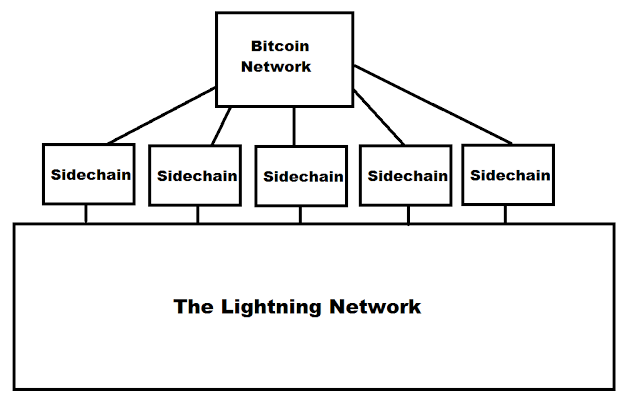 Bitcoin
Network
Sidechain
Sidechain
Sidechain
Sidechain
Sidechain
The Lightning Network